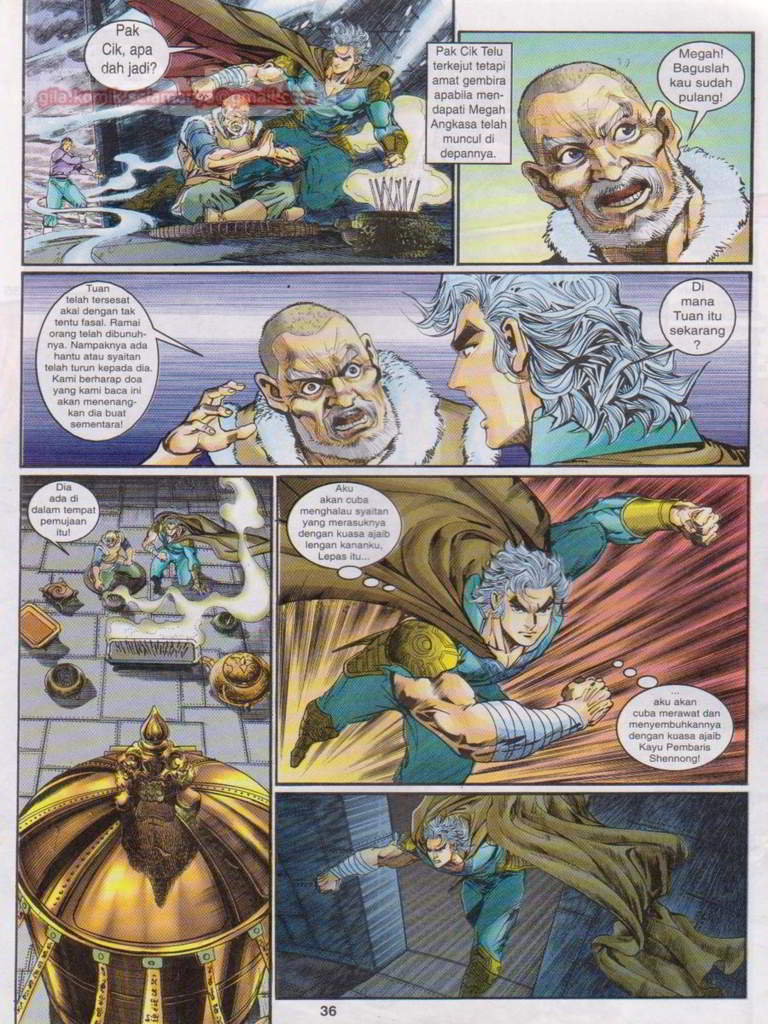 Pak
Cik, apa
dah jadi?
Pak Cik Telu
terkejut tetapi
amat gembira
apabila men-
dapati Megah
Angkasa telah
muncul di
depannya.
Megah!
Baguslah
kau sudah
pulang!
Tuan
telah tersesat
akal dengan tak
tentu fasal. Ramai
orang telah dibunuh-
nya. Nampaknya ada
hantu atau syaitan
telah turun kepada dia.
Kami berharap doa
yang kami baca ini
akan menenang-
kan dia buat
sementara!
Di
mana
Tuan itu
sekarang
?
Dia
ada di
dalam tempat
pemujaan
itu!
Aku
akan cuba
menghalau syaitan
yang merasuknya
dengan kuasa ajaib
lengan kananku,
Lepas itu...
...
aku akan
cuba merawat dan
menyembuhkannya
dengan kuasa ajaib
Kayu Pembaris
Shennong!
36